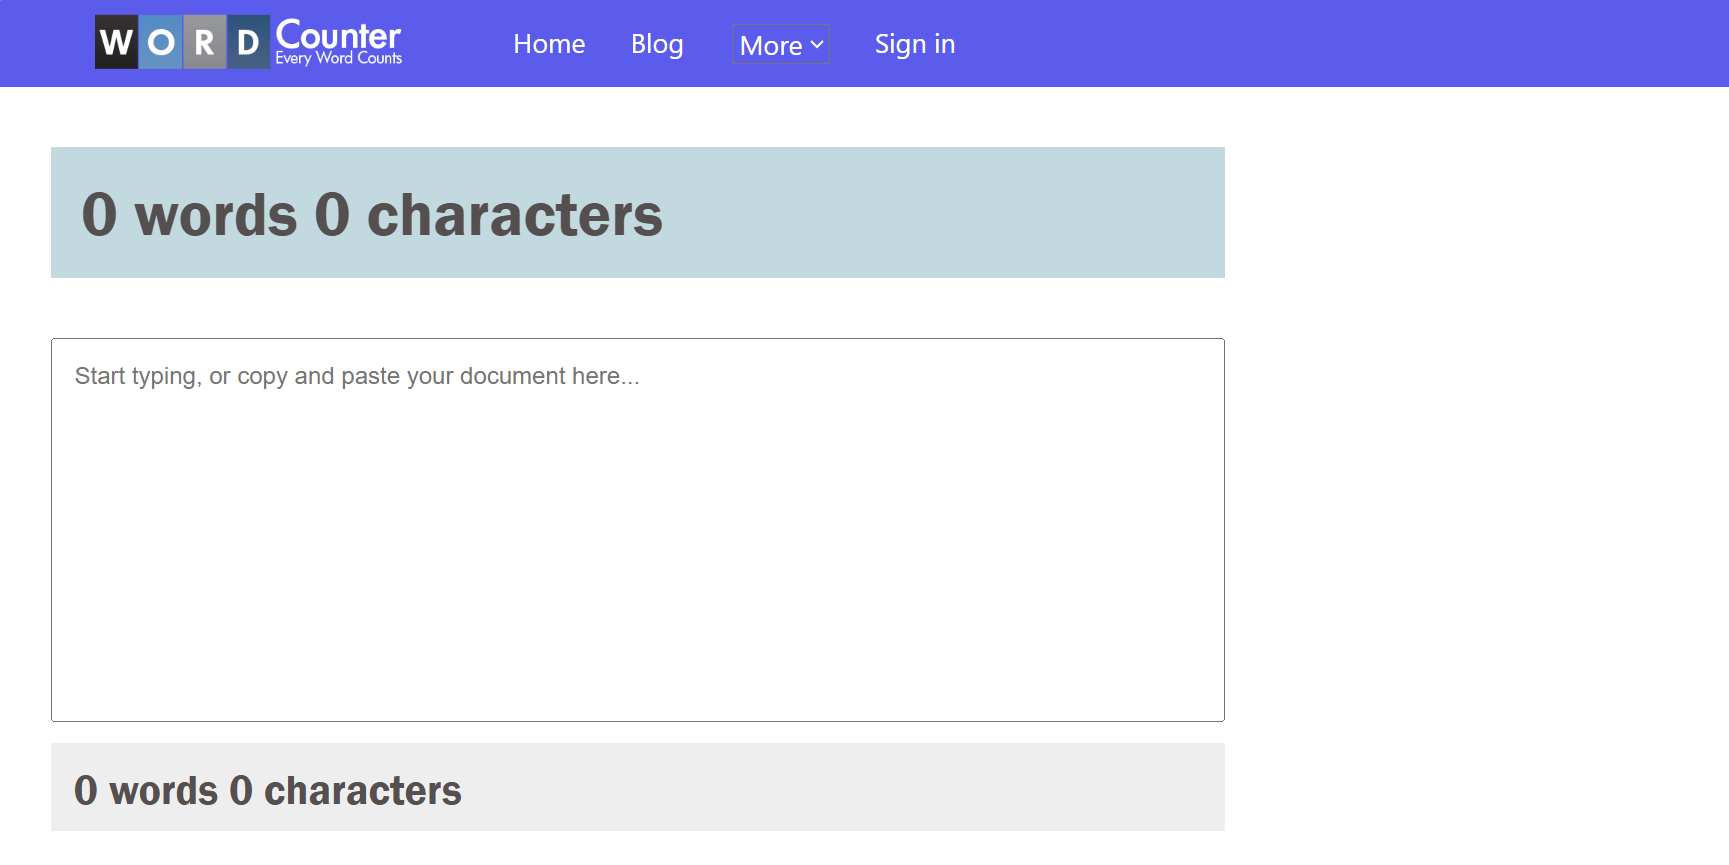 WORD Counter
Every Word Counts
Home Blog More Sign in
0 words 0 characters
Start typing, or copy and paste your document here...
0 words 0 characters